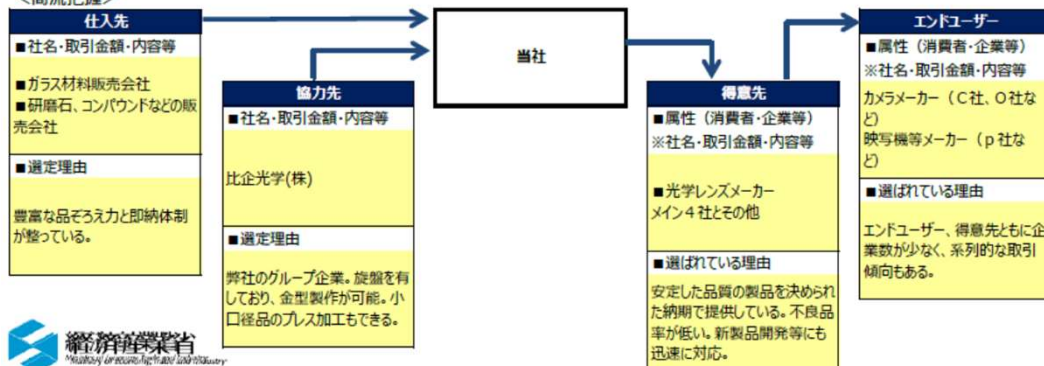 <商流把握>
仕入先
■社名・取引金額・内容等
■ガラス材料販売会社
■研磨石、コンパウンドなどの販
売会社
■選定理由
豊富な品ぞろえ力と即納体制
が整っている。
協力先
■社名・取引金額・内容等
比企光学(株)
■選定理由
弊社のグループ企業。旋盤を有
しており、金型製作が可能。小
口径品のプレス加工もできる。
当社
得意先
■属性（消費者・企業等）
※社名・取引金額・内容等
■光学レンズメーカー
メイン４社とその他
■選ばれている理由
安定した品質の製品を決められ
た納期で提供している。不良品
率が低い。新製品開発等にも
迅速に対応。
エンドユーザー
■属性（消費者・企業等）
※社名・取引金額・内容等
カメラメーカー（Ｃ社、Ｏ社な
ど）
映写機等メーカー（ｐ社な
ど）
■選ばれている理由
エンドユーザー、得意先ともに企
業数が少なく、系列的な取引
傾向もある。
経済産業省
Ministry of Economy, Trade and Industry